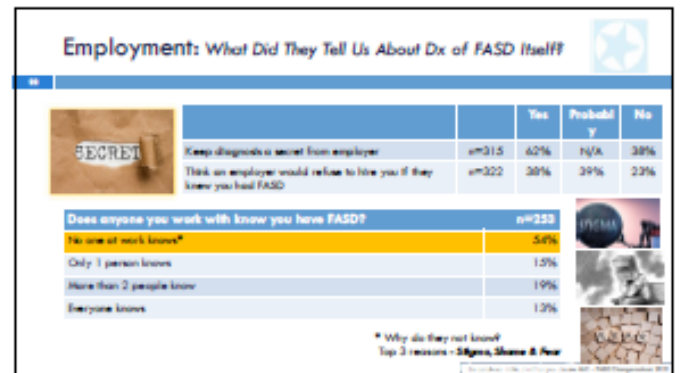 Employment: What Did They Tell Us About Dx of FASD Itself?
Yes Probabl No
y
SECRET
Keep diagnosis a secret from employer n=315 62% N/A 38%
Think an employer would refuse to hire you if they n=322 38% 39% 23%
knew you had FASD
Does anyone you work with know you have FASD? n=253
No one at work knows* 54%
Only 1 person knows 15%
More than 2 people know 19%
Everyone knows 13%
STIGMA
* Why do they not know?
Top 3 reasons - Stigma, Shame & Fear